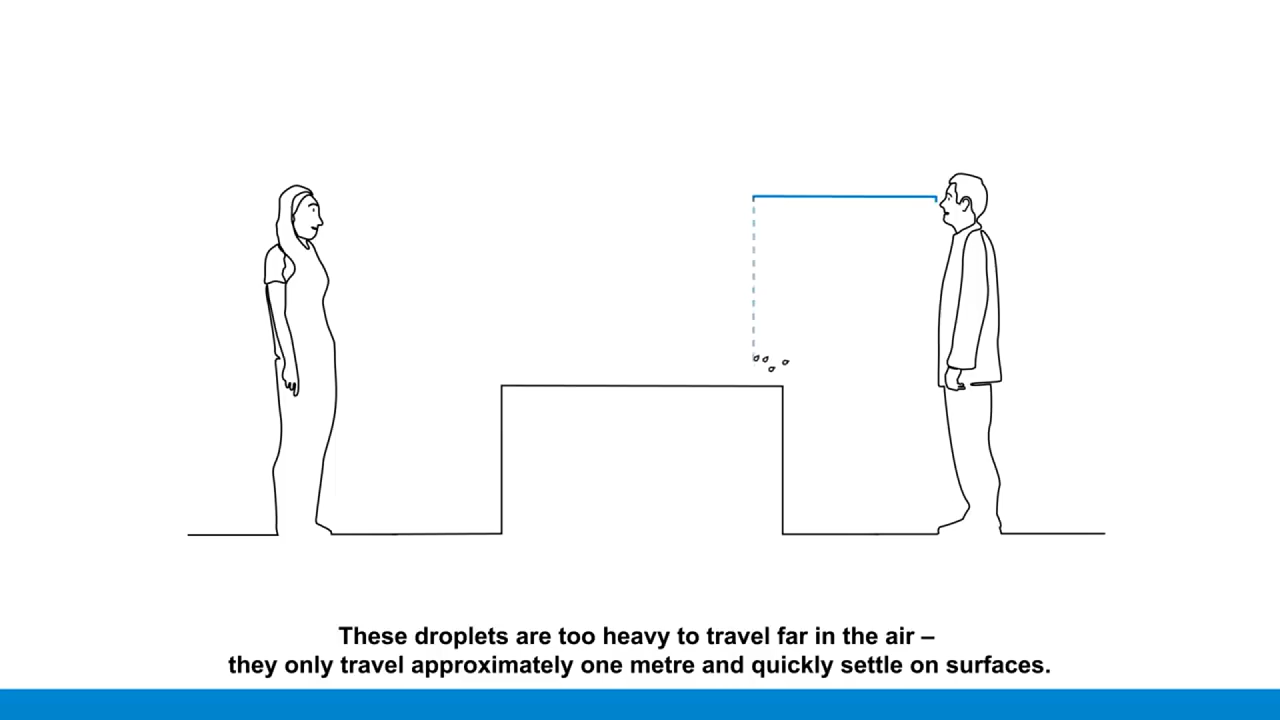 These droplets are too heavy to travel far in the air –
they only travel approximately one metre and quickly settle on surfaces.